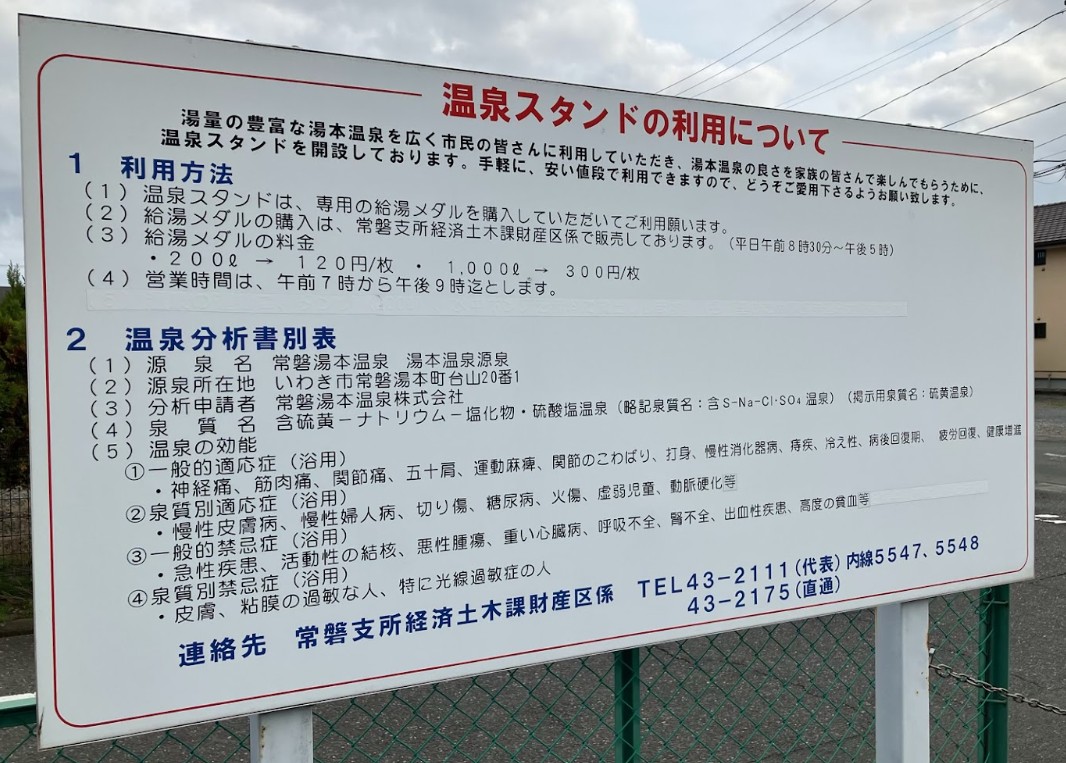 温泉スタンドの利用について
湯量の豊富な湯本温泉を広く市民の皆さんに利用していただき、湯本温泉の良さを家族の皆さんで楽しんでもらうために、
温泉スタンドを開設しております。手軽に、安い値段で利用できますので、どうぞご愛用下さるようお願い致します。
1 利用方法
(1) 温泉スタンドは、専用の給湯メダルを購入していただいてご利用願います。
(2) 給湯メダルの購入は、常磐支所経済土木課財産区係で販売しております。(平日午前8時30分~午後5時)
(3) 給湯メダルの料金
・200ℓ → 120円/枚 ・ 1,000ℓ → 300円/枚
(4) 営業時間は、午前7時から午後9時迄とします。
2 温泉分析書別表
(1) 源泉名 常磐湯本温泉 湯本温泉源泉
(2) 源泉所在地 いわき市常磐湯本町台山20番1
(3) 分析申請者 常磐湯本温泉株式会社
(4) 泉質名 含硫黄-ナトリウム-塩化物・硫酸塩温泉(略記泉質名:含S-Na-Cl・SO₄温泉)(掲示用泉質名:硫黄温泉)
(5) 温泉の効能
①一般的適応症(浴用)
・神経痛、筋肉痛、関節痛、五十肩、運動麻痺、関節のこわばり、打身、慢性消化器病、痔疾、冷え性、病後回復期、疲労回復、健康増進
②泉質別適応症(浴用)
・慢性皮膚病、慢性婦人病、切り傷、糖尿病、火傷、虚弱児童、動脈硬化等
③一般的禁忌症(浴用)
・急性疾患、活動性の結核、悪性腫瘍、重い心臓病、呼吸不全、腎不全、出血性疾患、高度の貧血等
④泉質別禁忌症(浴用)
・皮膚、粘膜の過敏な人、特に光線過敏症の人
連絡先 常磐支所経済土木課財産区係 TEL43-2111(代表)内線5547、5548
43-2175(直通)